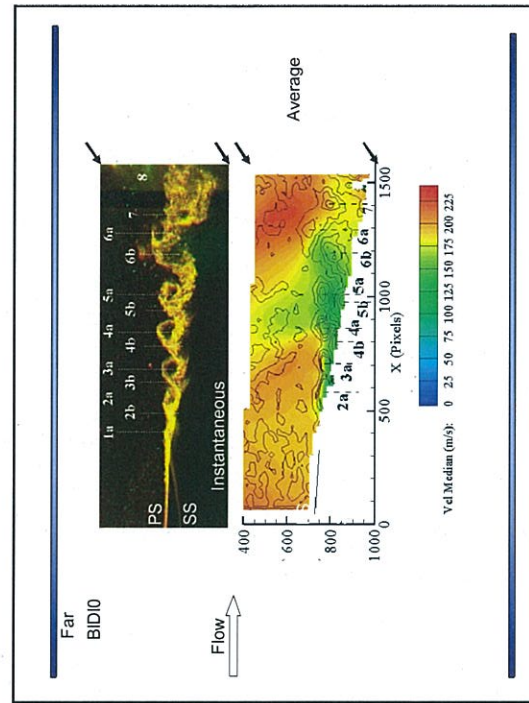 Far
BIDI0
Flow
PS
SS
Instantaneous
1a 2b 2a 3b 3a 4b 4a 5b 5a 6b 6a 7 8
Average
400
600
800
1000
2a 3a 4b 4a 5b 5a 6b 6a 7
0 500 1000 1500
X (Pixels)
Vel Median (m/s): 0 25 50 75 100 125 150 175 200 225